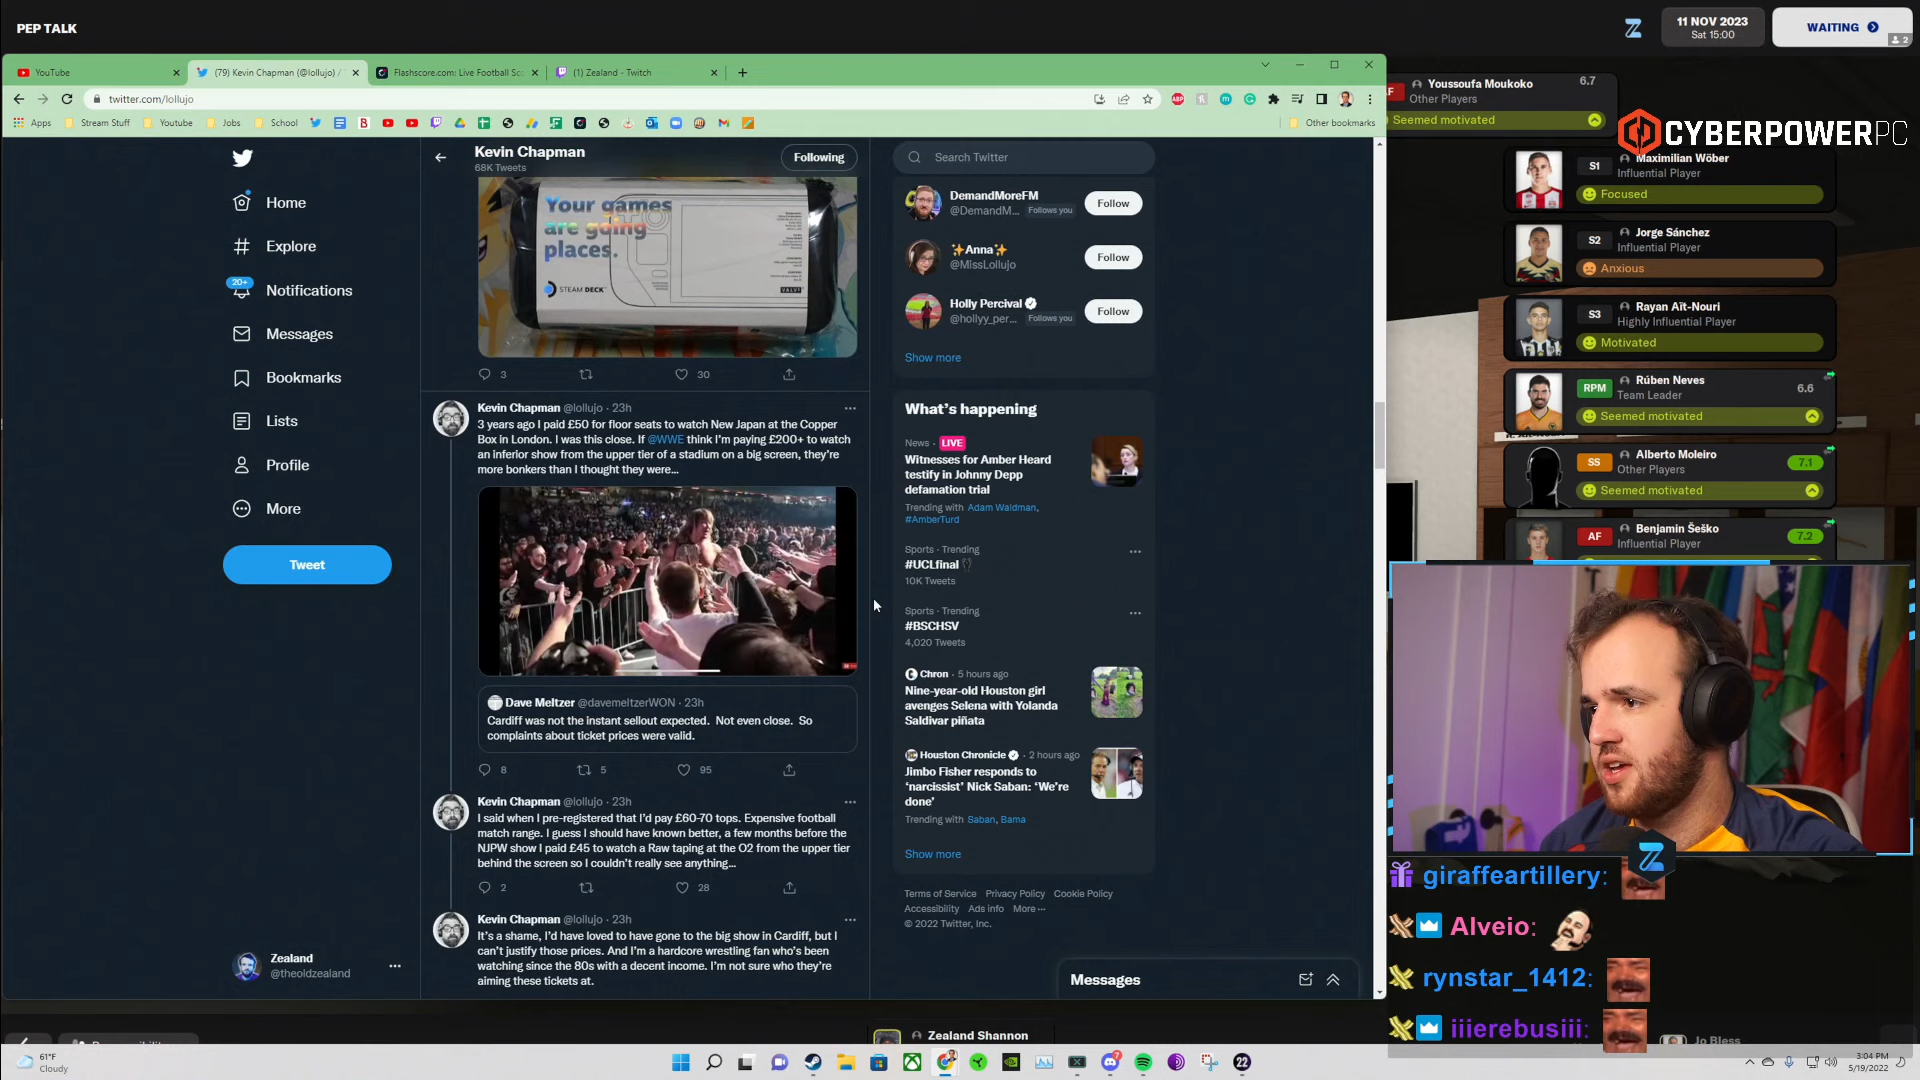 PEP TALK
11 NOV 2023
Sat 15:00
WAITING
2
YouTube
(79) Kevin Chapman (@lollujo) /
Flashscore.com: Live Football Sc
(1) Zealand - Twitch
twitter.com/lollujo
Apps
Stream Stuff
Youtube
Jobs
School
Other bookmarks
Kevin Chapman
68K Tweets
Following
Search Twitter
Home
Explore
20+
Notifications
Messages
Bookmarks
Lists
Profile
More
Tweet
Zealand
@theoldzealand
Your games
are going
places.
STEAM DECK
VALVE
3
30
Kevin Chapman @lollujo · 23h
3 years ago I paid £50 for floor seats to watch New Japan at the Copper
Box in London. I was this close. If @WWE think I'm paying £200+ to watch
an inferior show from the upper tier of a stadium on a big screen, they're
more bonkers than I thought they were...
Dave Meltzer @davemeltzerWON · 23h
Cardiff was not the instant sellout expected. Not even close. So
complaints about ticket prices were valid.
8
5
95
Kevin Chapman @lollujo · 23h
I said when I pre-registered that I'd pay £60-70 tops. Expensive football
match range. I guess I should have known better, a few months before the
NJPW show I paid £45 to watch a Raw taping at the O2 from the upper tier
behind the screen so I couldn't really see anything...
2
28
Kevin Chapman @lollujo · 23h
It's a shame, I'd have loved to have gone to the big show in Cardiff, but I
can't justify those prices. And I'm a hardcore wrestling fan who's been
watching since the 80s with a decent income. I'm not sure who they're
aiming these tickets at.
DemandMoreFM
@DemandM... Follows you
Follow
✨Anna✨
@MissLollujo
Follow
Holly Percival
@hollyy_per... Follows you
Follow
Show more
What's happening
News · LIVE
Witnesses for Amber Heard
testify in Johnny Depp
defamation trial
Trending with Adam Waldman,
#AmberTurd
Sports · Trending
#UCLfinal
10K Tweets
Sports · Trending
#BSCHSV
4,020 Tweets
Chron · 5 hours ago
Nine-year-old Houston girl
avenges Selena with Yolanda
Saldivar piñata
Houston Chronicle · 2 hours ago
Jimbo Fisher responds to
'narcissist' Nick Saban: 'We're
done'
Trending with Saban, Bama
Show more
Terms of Service Privacy Policy Cookie Policy
Accessibility Ads info More ···
© 2022 Twitter, Inc.
Messages
Youssoufa Moukoko
Other Players
6.7
Seemed motivated
CYBERPOWERPC
S1
Maximilian Wöber
Influential Player
Focused
S2
Jorge Sánchez
Influential Player
Anxious
S3
Rayan Aït-Nouri
Highly Influential Player
Motivated
RPM
Rúben Neves
Team Leader
6.6
Seemed motivated
SS
Alberto Moleiro
Other Players
7.1
Seemed motivated
AF
Benjamin Šeško
Influential Player
7.2
giraffeartillery:
Alveio:
rynstar_1412:
iiierebusiii:
Zealand Shannon
Jo Bless
61°F
Cloudy
7
22
3:04 PM
5/19/2022